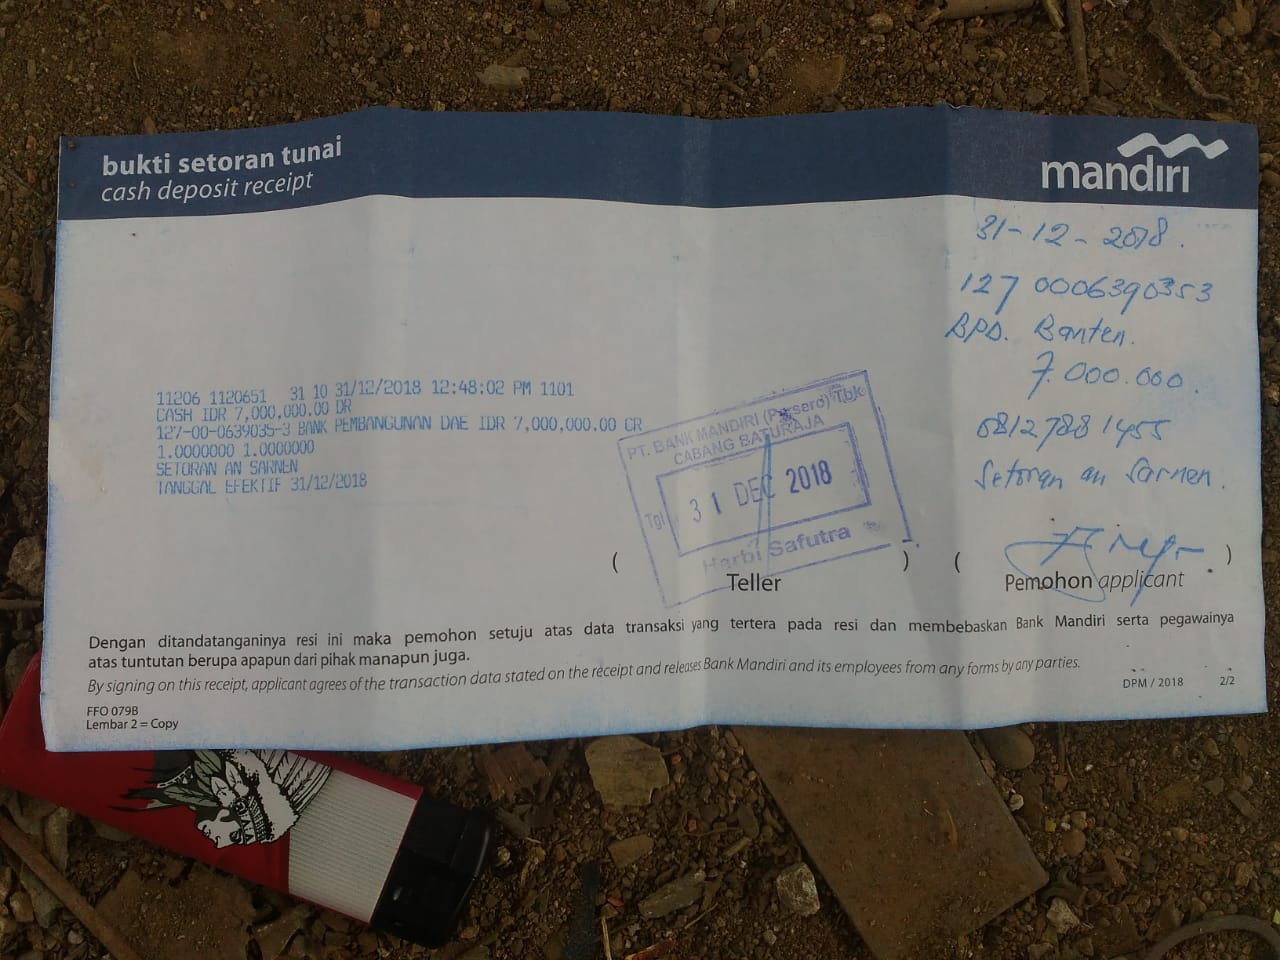 bukti setoran tunai
cash deposit receipt
mandiri
31-12-2018.
127 0006390353
BPD. Banten.
7.000.000.
08127881455
Setoran an Sarnen.
11206 1120651 31 10 31/12/2018 12:48:02 PM 1101
CASH IDR 7,000,000.00 DR
127-00-0639035-3 BANK PEMBANGUNAN DAE IDR 7,000,000.00 CR
1.0000000 1.0000000
SETORAN AN SARNEN
TANGGAL EFEKTIF 31/12/2018
PT. BANK MANDIRI (Persero) Tbk
CABANG BATURAJA
Tgl 31 DEC 2018
Harbi Safutra
( ) ( )
Teller
Pemohon applicant
Dengan ditandatanganinya resi ini maka pemohon setuju atas data transaksi yang tertera pada resi dan membebaskan Bank Mandiri serta pegawainya
atas tuntutan berupa apapun dari pihak manapun juga.
By signing on this receipt, applicant agrees of the transaction data stated on the receipt and releases Bank Mandiri and its employees from any forms by any parties.
DPM / 2018 2/2
FFO 079B
Lembar 2 = Copy